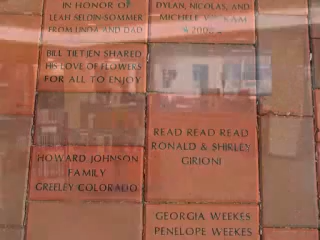 IN HONOR OF
LEAH SELDIN-SOMMER
FROM LINDA AND DAD
DYLAN, NICOLAS, AND
MICHELE
BILL TIETJEN SHARED
HIS LOVE OF FLOWERS
FOR ALL TO ENJOY
READ READ READ
RONALD & SHIRLEY
GIRIONI
HOWARD JOHNSON
FAMILY
GREELEY COLORADO
GEORGIA WEEKES
PENELOPE WEEKES